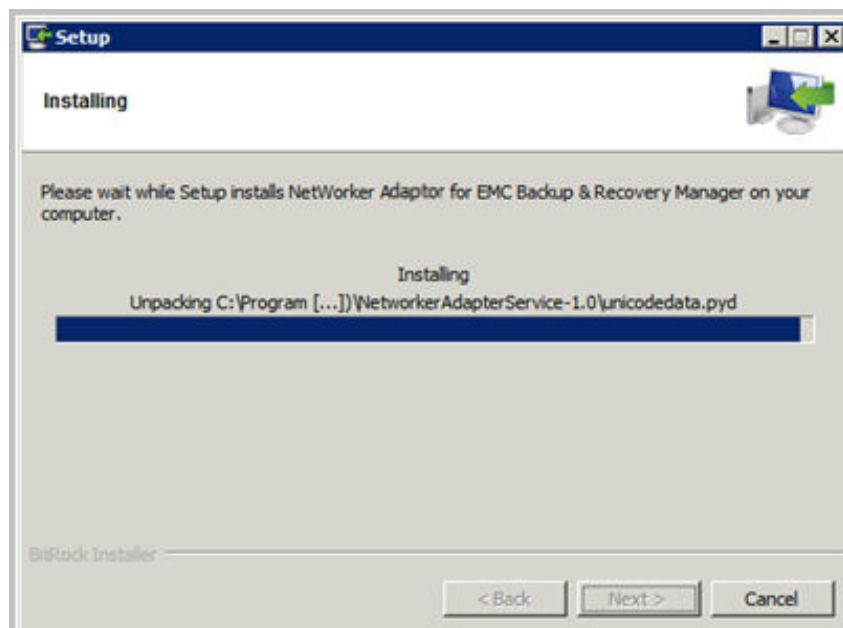 Setup
Installing
Please wait while Setup installs NetWorker Adaptor for EMC Backup & Recovery Manager on your
computer.
Installing
Unpacking C:\Program [...])\NetworkerAdapterService-1.0\unicodedata.pyd
BitRock Installer
< Back
Next >
Cancel